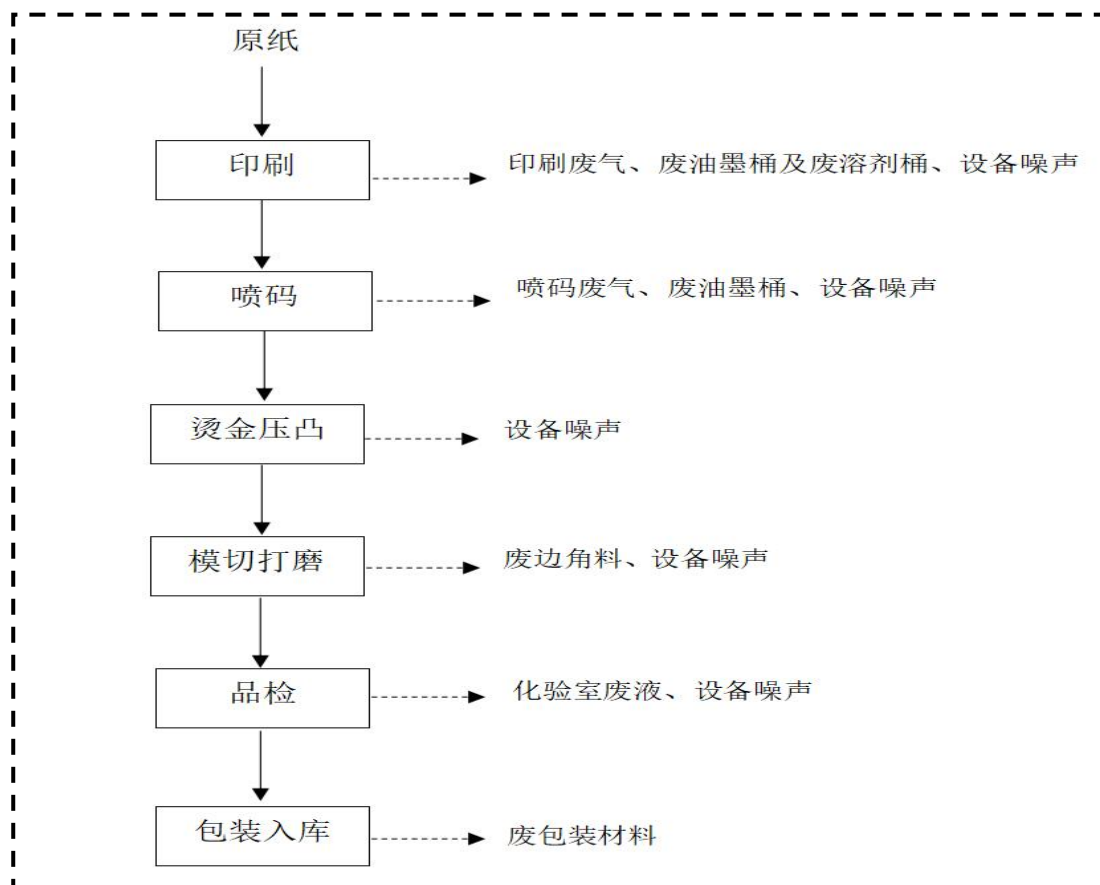 原纸
印刷
印刷废气、废油墨桶及废溶剂桶、设备噪声
喷码
喷码废气、废油墨桶、设备噪声
烫金压凸
设备噪声
模切打磨
废边角料、设备噪声
品检
化验室废液、设备噪声
包装入库
废包装材料